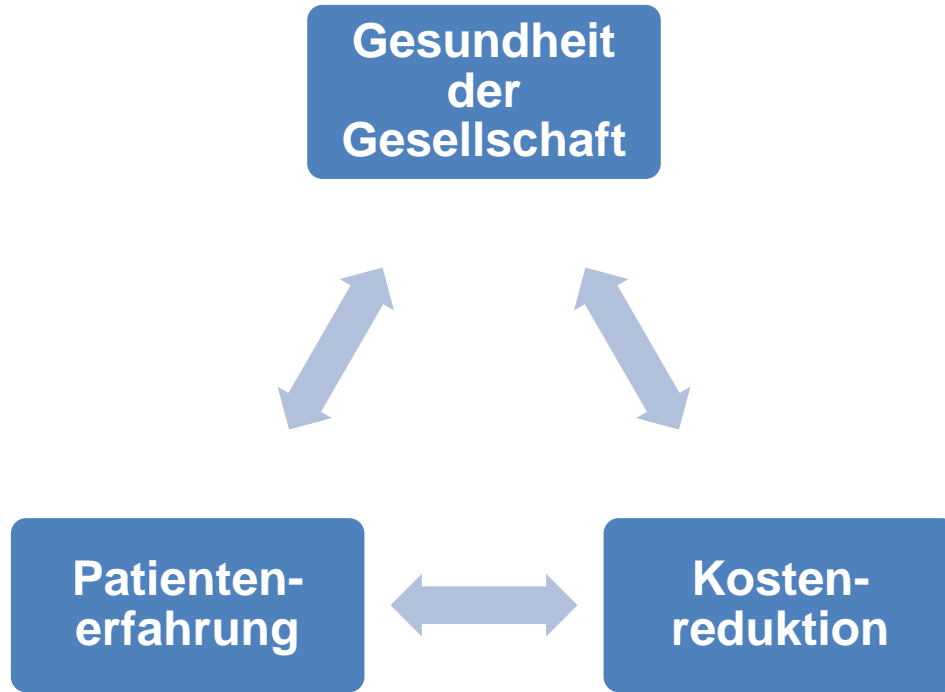 Gesundheit
der
Gesellschaft
Patienten-
erfahrung
Kosten-
reduktion